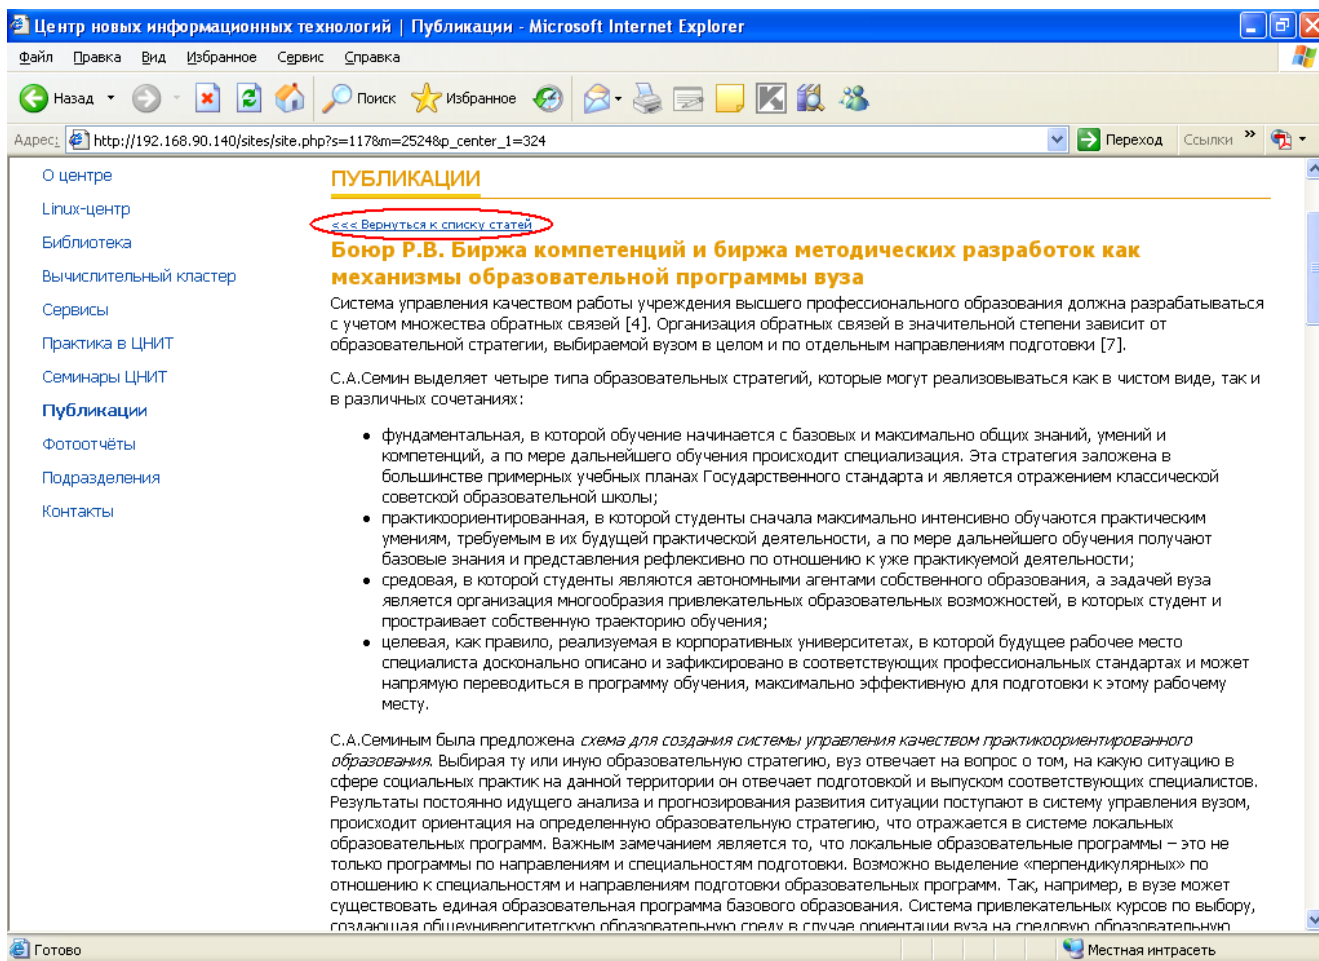 Центр новых информационных технологий | Публикации - Microsoft Internet Explorer
Файл Правка Вид Избранное Сервис Справка
Назад Поиск Избранное
Адрес: http://192.168.90.140/sites/site.php?s=117&m=2524&p_center_1=324 Переход Ссылки »
О центре
Linux-центр
Библиотека
Вычислительный кластер
Сервисы
Практика в ЦНИТ
Семинары ЦНИТ
Публикации
Фотоотчёты
Подразделения
Контакты
ПУБЛИКАЦИИ
<<< Вернуться к списку статей
Боюр Р.В. Биржа компетенций и биржа методических разработок как
механизмы образовательной программы вуза
Система управления качеством работы учреждения высшего профессионального образования должна разрабатываться
с учетом множества обратных связей [4]. Организация обратных связей в значительной степени зависит от
образовательной стратегии, выбираемой вузом в целом и по отдельным направлениям подготовки [7].
С.А.Семин выделяет четыре типа образовательных стратегий, которые могут реализовываться как в чистом виде, так и
в различных сочетаниях:
• фундаментальная, в которой обучение начинается с базовых и максимально общих знаний, умений и
компетенций, а по мере дальнейшего обучения происходит специализация. Эта стратегия заложена в
большинстве примерных учебных планах Государственного стандарта и является отражением классической
советской образовательной школы;
• практикоориентированная, в которой студенты сначала максимально интенсивно обучаются практическим
умениям, требуемым в их будущей практической деятельности, а по мере дальнейшего обучения получают
базовые знания и представления рефлексивно по отношению к уже практикуемой деятельности;
• средовая, в которой студенты являются автономными агентами собственного образования, а задачей вуза
является организация многообразия привлекательных образовательных возможностей, в которых студент и
простраивает собственную траекторию обучения;
• целевая, как правило, реализуемая в корпоративных университетах, в которой будущее рабочее место
специалиста досконально описано и зафиксировано в соответствующих профессиональных стандартах и может
напрямую переводиться в программу обучения, максимально эффективную для подготовки к этому рабочему
месту.
С.А.Семиным была предложена схема для создания системы управления качеством практикоориентированного
образования. Выбирая ту или иную образовательную стратегию, вуз отвечает на вопрос о том, на какую ситуацию в
сфере социальных практик на данной территории он отвечает подготовкой и выпуском соответствующих специалистов.
Результаты постоянно идущего анализа и прогнозирования развития ситуации поступают в систему управления вузом,
происходит ориентация на определенную образовательную стратегию, что отражается в системе локальных
образовательных программ. Важным замечанием является то, что локальные образовательные программы – это не
только программы по направлениям и специальностям подготовки. Возможно выделение «перпендикулярных» по
отношению к специальностям и направлениям подготовки образовательных программ. Так, например, в вузе может
существовать единая образовательная программа базового образования. Система привлекательных курсов по выбору,
создающая общеуниверситетскую образовательную среду в случае ориентации вуза на средовую образовательную
Готово Местная интрасеть